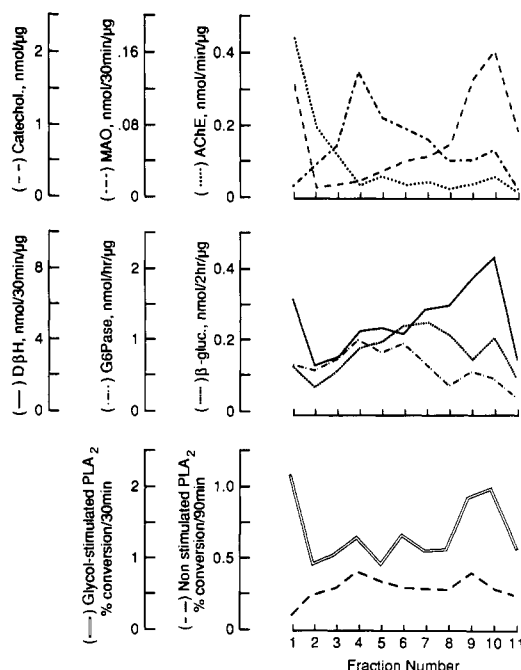 (– –) Catechol., nmol/µg
2
1
0
(---) MAO, nmol/30min/µg
.16
.08
0
(······) AChE, nmol/min/µg
0.4
0.2
0
(—) DβH, nmol/30min/µg
8
6
4
2
0
(·–··) G6Pase, nmol/hr/µg
2
1
0
(······) β-gluc., nmol/2hr/µg
0.4
0.2
0
(══) Glycol-stimulated PLA2
% conversion/30min
2
1
0
(– –) Non stimulated PLA2
% conversion/90min
1.0
0.5
0
1 2 3 4 5 6 7 8 9 10 11
Fraction Number